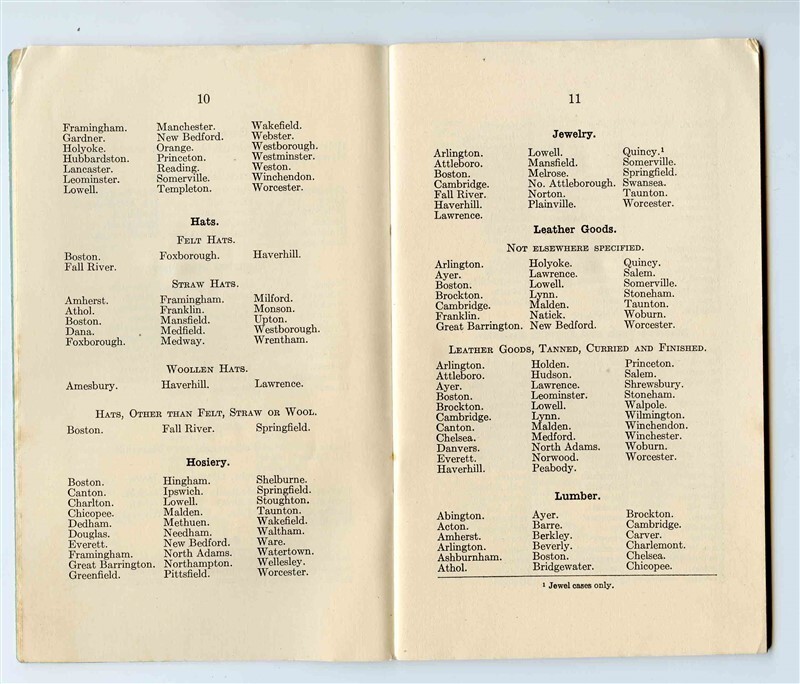 10
Framingham. Manchester. Wakefield.
Gardner. New Bedford. Webster.
Holyoke. Orange. Westborough.
Hubbardston. Princeton. Westminster.
Lancaster. Reading. Weston.
Leominster. Somerville. Winchendon.
Lowell. Templeton. Worcester.
Hats.
Felt Hats.
Boston. Foxborough. Haverhill.
Fall River.
Straw Hats.
Amherst. Framingham. Milford.
Athol. Franklin. Monson.
Boston. Mansfield. Upton.
Dana. Medfield. Westborough.
Foxborough. Medway. Wrentham.
Woollen Hats.
Amesbury. Haverhill. Lawrence.
Hats, Other than Felt, Straw or Wool.
Boston. Fall River. Springfield.
Hosiery.
Boston. Hingham. Shelburne.
Canton. Ipswich. Springfield.
Charlton. Lowell. Stoughton.
Chicopee. Malden. Taunton.
Dedham. Methuen. Wakefield.
Douglas. Needham. Waltham.
Everett. New Bedford. Ware.
Framingham. North Adams. Watertown.
Great Barrington. Northampton. Wellesley.
Greenfield. Pittsfield. Worcester.
11
Jewelry.
Arlington. Lowell. Quincy.¹
Attleboro. Mansfield. Somerville.
Boston. Melrose. Springfield.
Cambridge. No. Attleborough. Swansea.
Fall River. Norton. Taunton.
Haverhill. Plainville. Worcester.
Lawrence.
Leather Goods.
Not elsewhere specified.
Arlington. Holyoke. Quincy.
Ayer. Lawrence. Salem.
Boston. Lowell. Somerville.
Brockton. Lynn. Stoneham.
Cambridge. Malden. Taunton.
Franklin. Natick. Woburn.
Great Barrington. New Bedford. Worcester.
Leather Goods, Tanned, Curried and Finished.
Arlington. Holden. Princeton.
Attleboro. Hudson. Salem.
Ayer. Lawrence. Shrewsbury.
Boston. Leominster. Stoneham.
Brockton. Lowell. Walpole.
Cambridge. Lynn. Wilmington.
Canton. Malden. Winchendon.
Chelsea. Medford. Winchester.
Danvers. North Adams. Woburn.
Everett. Norwood. Worcester.
Haverhill. Peabody.
Lumber.
Abington. Ayer. Brockton.
Acton. Barre. Cambridge.
Amherst. Berkley. Carver.
Arlington. Beverly. Charlemont.
Ashburnham. Boston. Chelsea.
Athol. Bridgewater. Chicopee.
¹ Jewel cases only.